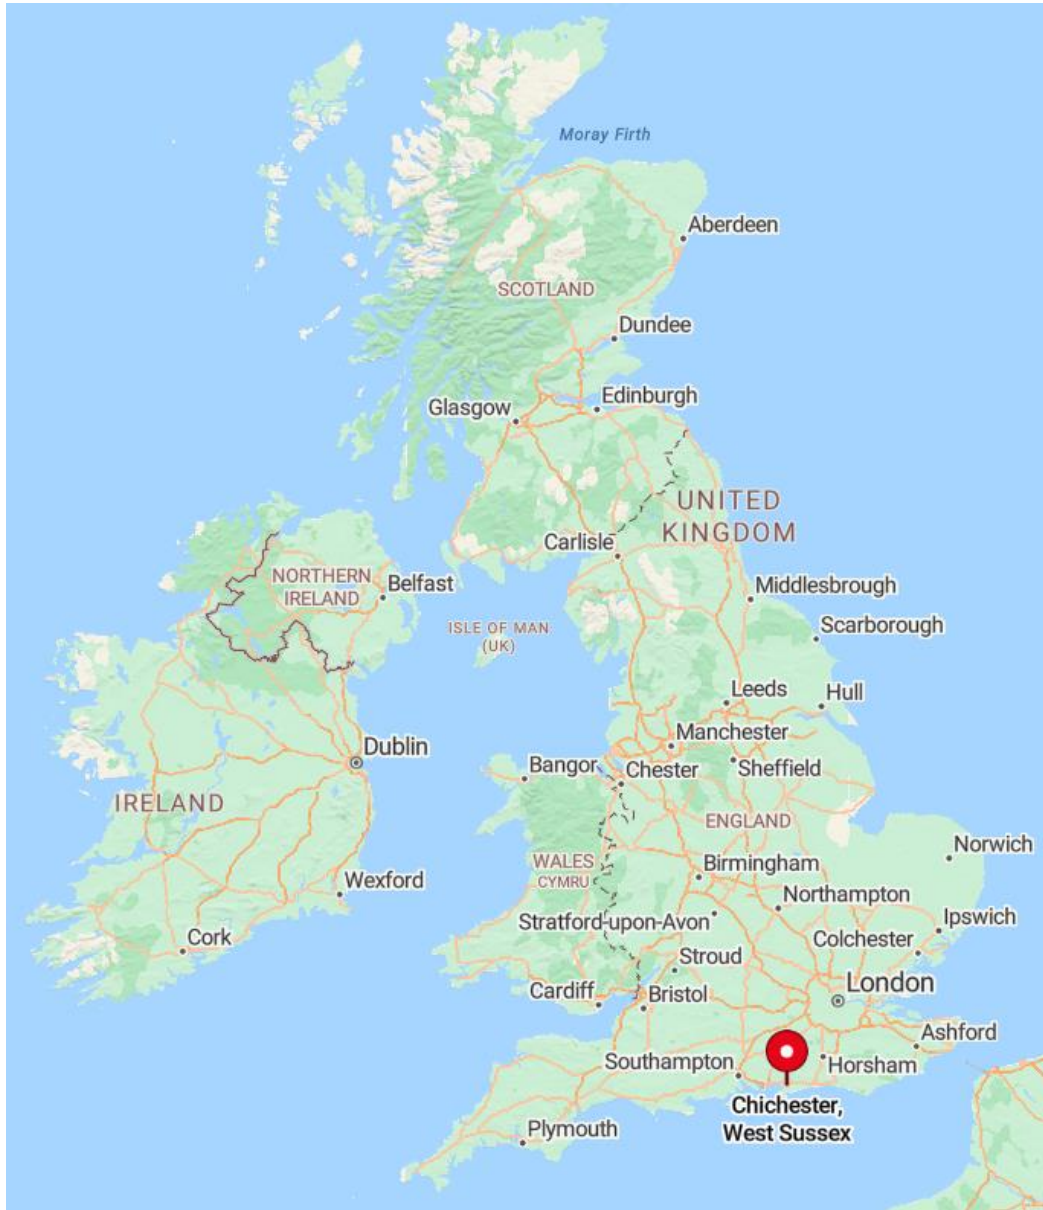 Moray Firth
Aberdeen
SCOTLAND
Dundee
Edinburgh
Glasgow
UNITED
KINGDOM
Carlisle
NORTHERN
IRELAND
Belfast
Middlesbrough
ISLE OF MAN
(UK)
Scarborough
Leeds
Hull
Dublin
Manchester
Bangor
Chester
Sheffield
IRELAND
ENGLAND
Norwich
WALES
CYMRU
Birmingham
Wexford
Northampton
Stratford-upon-Avon
Ipswich
Cork
Colchester
Stroud
London
Cardiff
Bristol
Ashford
Southampton
Horsham
Chichester,
West Sussex
Plymouth